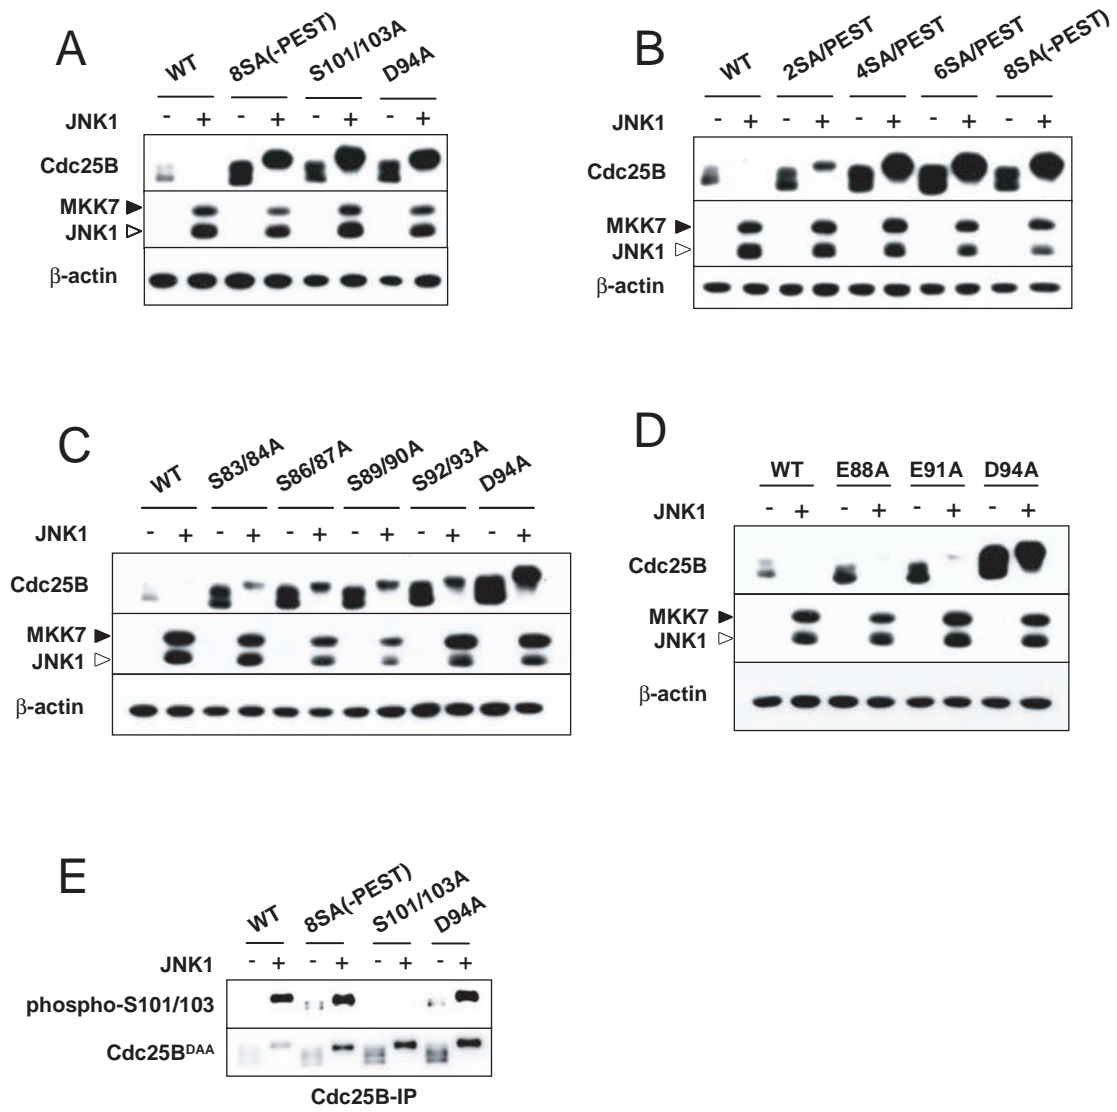 A
WT 8SA(-PEST) S101/103A D94A
JNK1 - + - + - + - +
Cdc25B
MKK7
JNK1
β-actin
B
WT 2SA/PEST 4SA/PEST 6SA/PEST 8SA(-PEST)
JNK1 - + - + - + - + - +
Cdc25B
MKK7
JNK1
β-actin
C
WT S83/84A S86/87A S89/90A S92/93A D94A
JNK1 - + - + - + - + - + - +
Cdc25B
MKK7
JNK1
β-actin
D
WT E88A E91A D94A
JNK1 - + - + - + - +
Cdc25B
MKK7
JNK1
β-actin
E
WT 8SA(-PEST) S101/103A D94A
JNK1 - + - + - + - +
phospho-S101/103
Cdc25BDAA
Cdc25B-IP